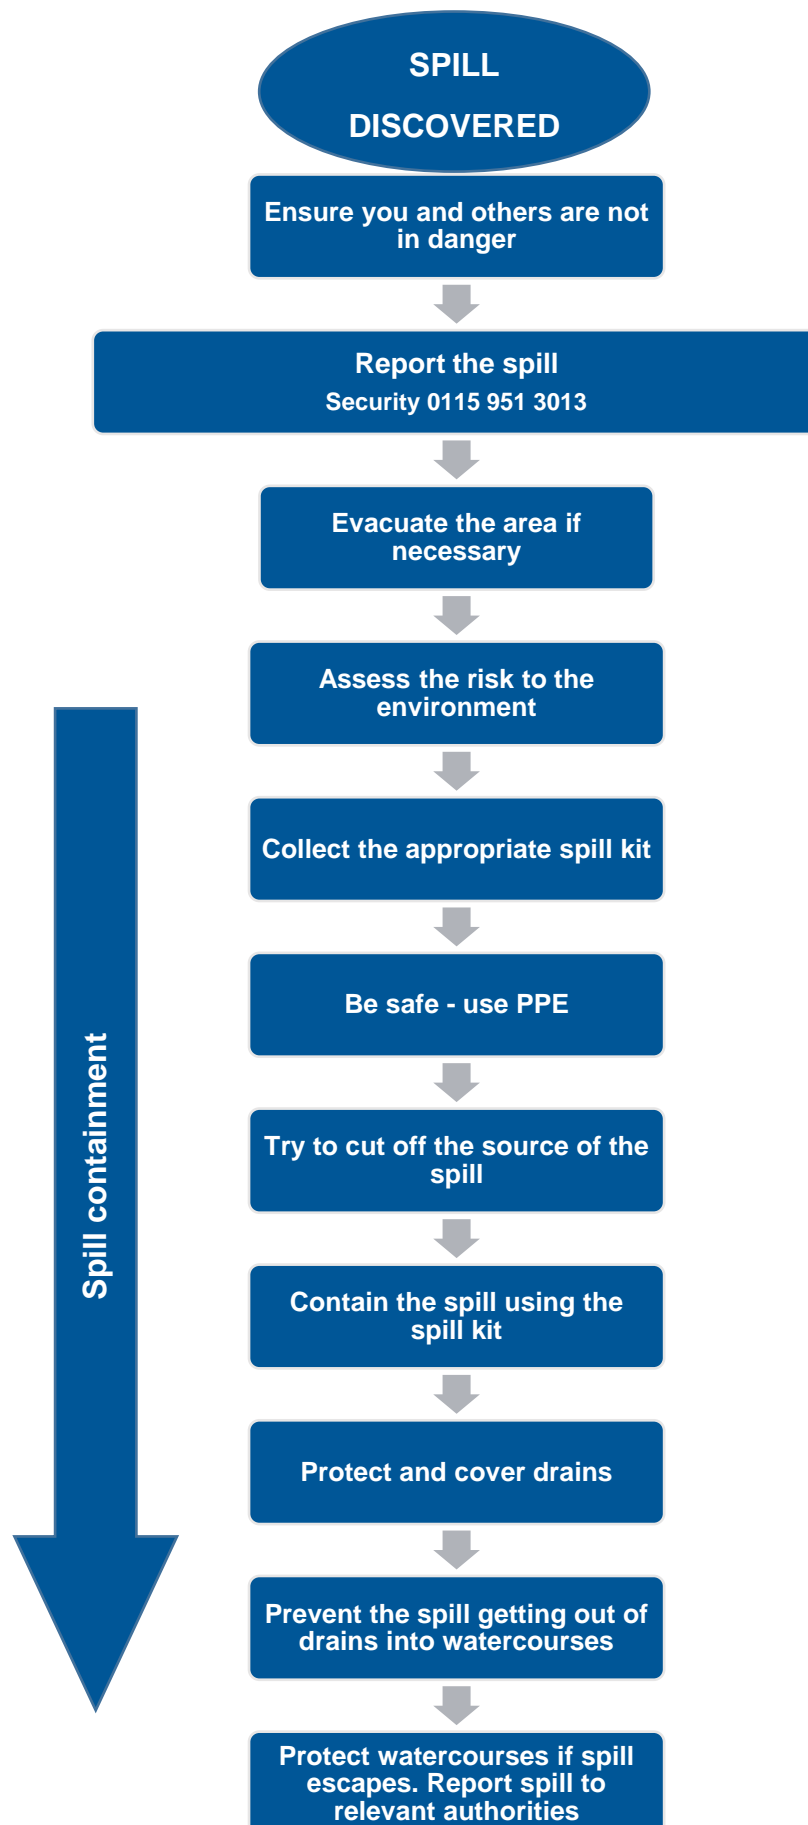 SPILL
DISCOVERED
Ensure you and others are not
in danger
Report the spill
Security 0115 951 3013
Evacuate the area if
necessary
Assess the risk to the
environment
Collect the appropriate spill kit
Be safe - use PPE
Try to cut off the source of the
spill
Contain the spill using the
spill kit
Protect and cover drains
Prevent the spill getting out of
drains into watercourses
Protect watercourses if spill
escapes. Report spill to
relevant authorities
Spill containment